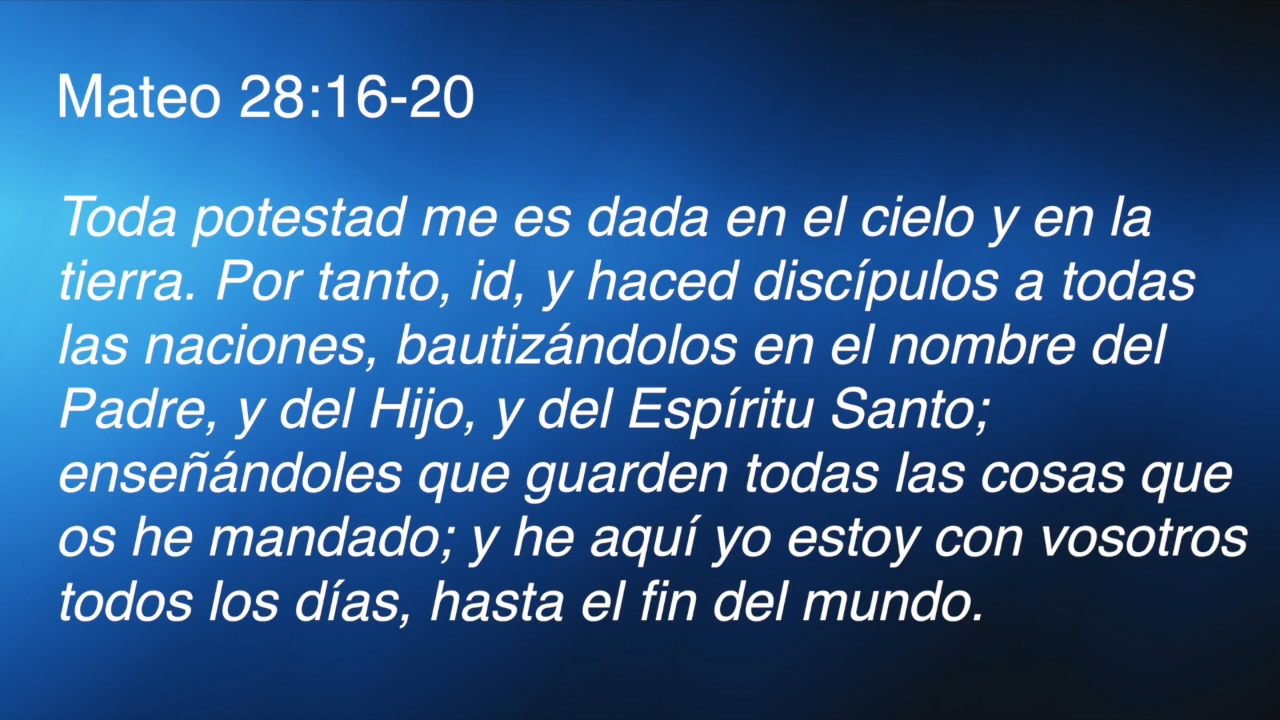 Mateo 28:16-20
Toda potestad me es dada en el cielo y en la
tierra. Por tanto, id, y haced discípulos a todas
las naciones, bautizándolos en el nombre del
Padre, y del Hijo, y del Espíritu Santo;
enseñándoles que guarden todas las cosas que
os he mandado; y he aquí yo estoy con vosotros
todos los días, hasta el fin del mundo.